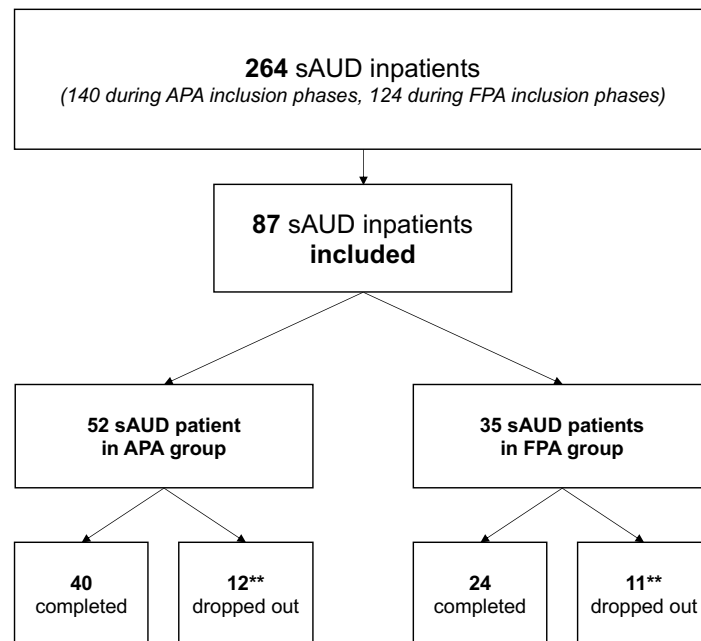 264 sAUD inpatients
(140 during APA inclusion phases, 124 during FPA inclusion phases)
87 sAUD inpatients
included
52 sAUD patient
in APA group
35 sAUD patients
in FPA group
40
completed
12**
dropped out
24
completed
11**
dropped out